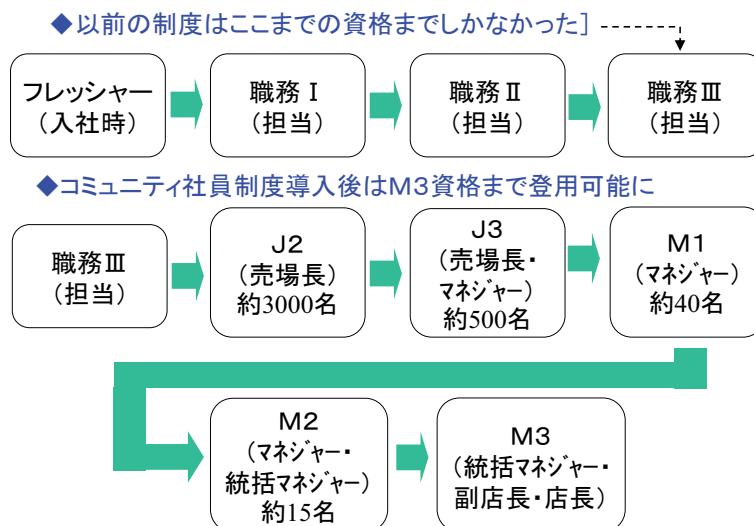 ◆以前の制度はここまでの資格までしかなかった］
フレッシャー
（入社時）
職務Ⅰ
（担当）
職務Ⅱ
（担当）
職務Ⅲ
（担当）
◆コミュニティ社員制度導入後はM3資格まで登用可能に
職務Ⅲ
（担当）
J2
（売場長）
約3000名
J3
（売場長・
マネジャー）
約500名
M1
（マネジャー）
約40名
M2
（マネジャー・
統括マネジャー）
約15名
M3
（統括マネジャー・
副店長・店長）